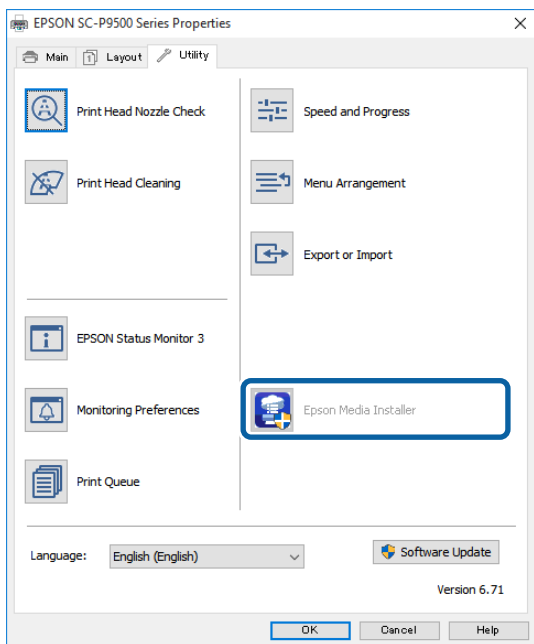 EPSON SC-P9500 Series Properties
Main
Layout
Utility
Print Head Nozzle Check
Speed and Progress
Print Head Cleaning
Menu Arrangement
Export or Import
EPSON Status Monitor 3
Monitoring Preferences
Epson Media Installer
Print Queue
Language:
English (English)
Software Update
Version 6.71
OK
Cancel
Help